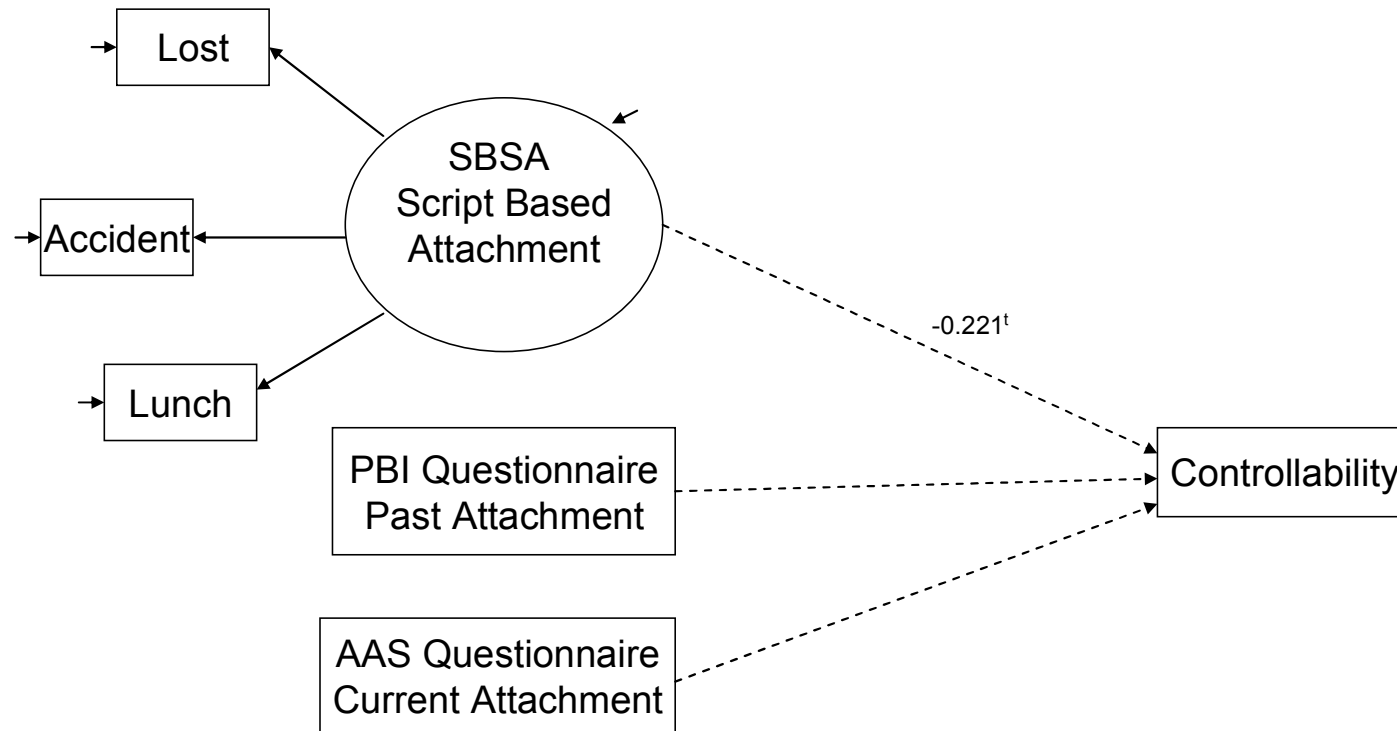 Lost
SBSA
Script Based
Attachment
Accident
-0.221ᵗ
Lunch
PBI Questionnaire
Past Attachment
Controllability
AAS Questionnaire
Current Attachment